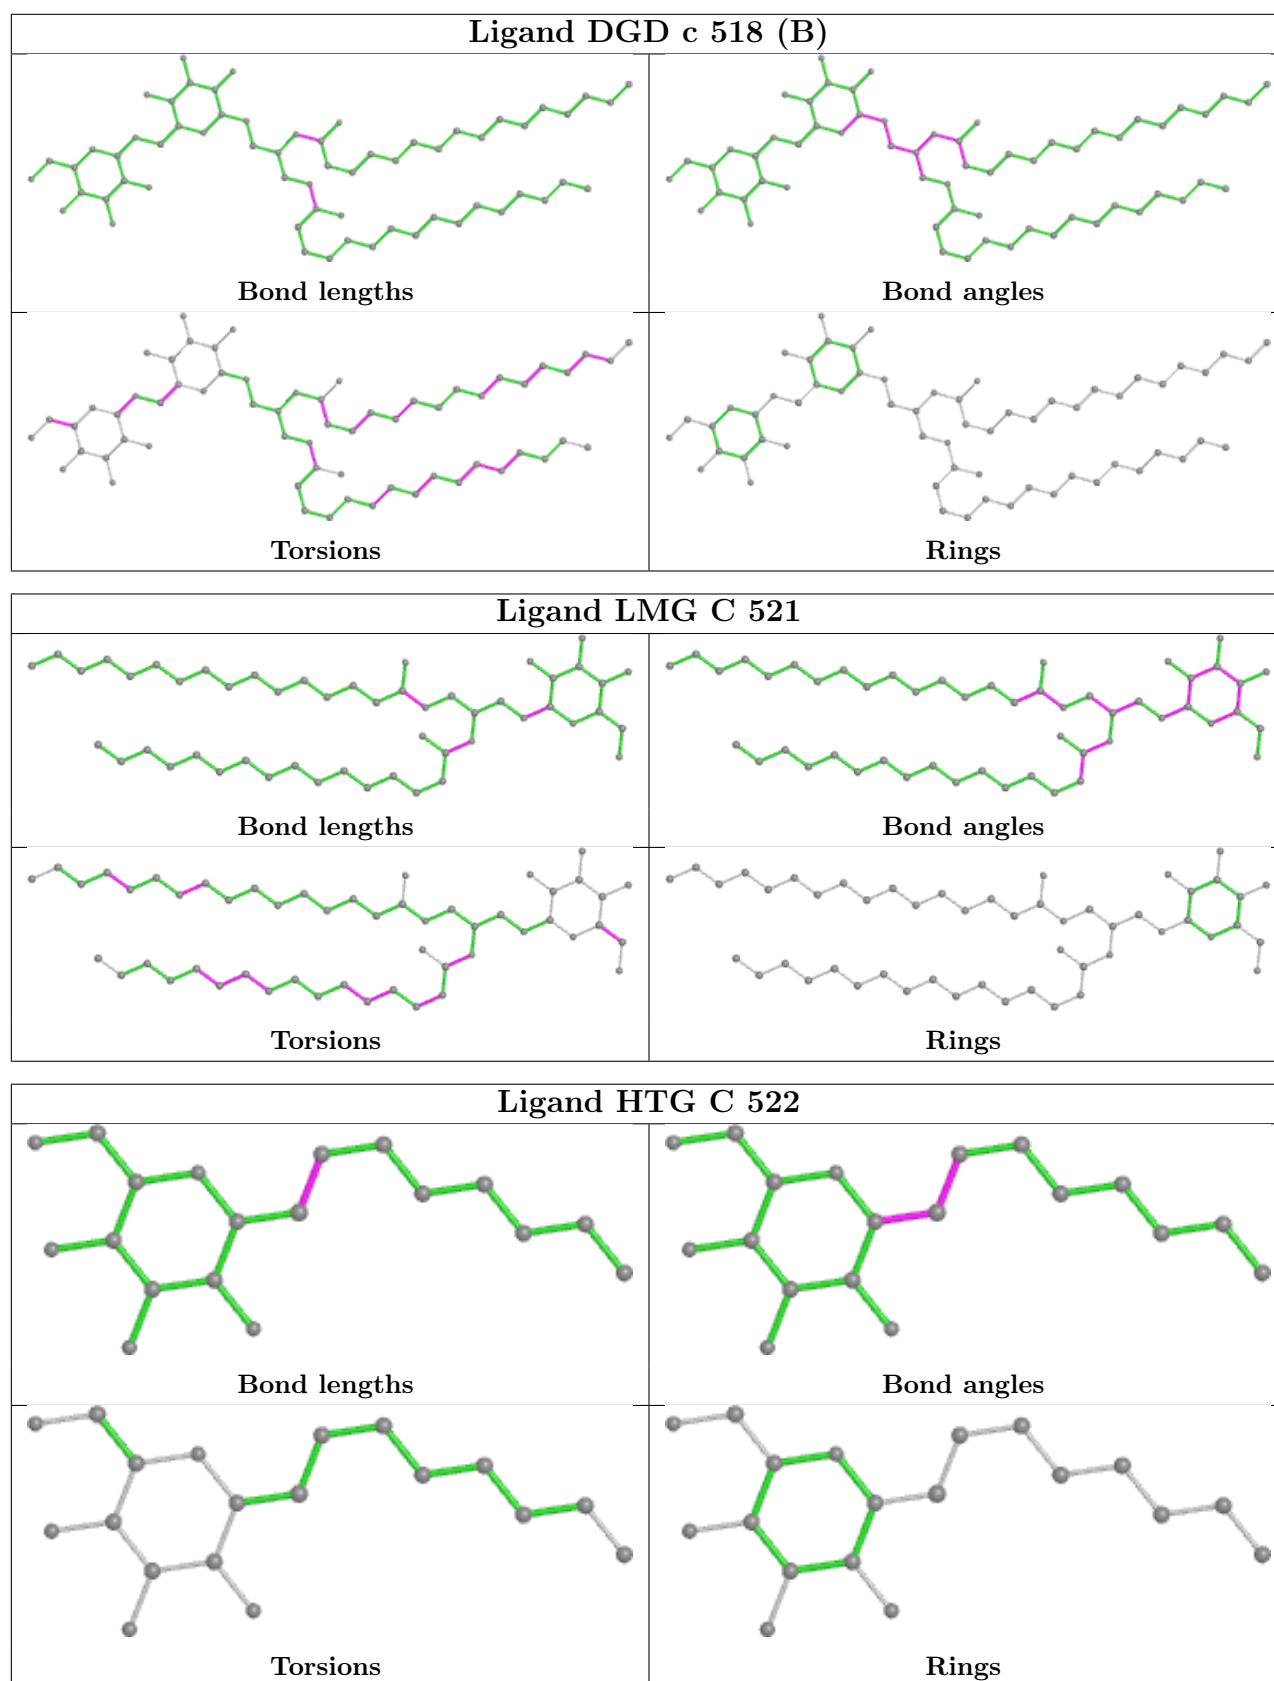 Ligand DGD c 518 (B)
Bond lengths
Bond angles
Torsions
Rings
Ligand LMG C 521
Bond lengths
Bond angles
Torsions
Rings
Ligand HTG C 522
Bond lengths
Bond angles
Torsions
Rings